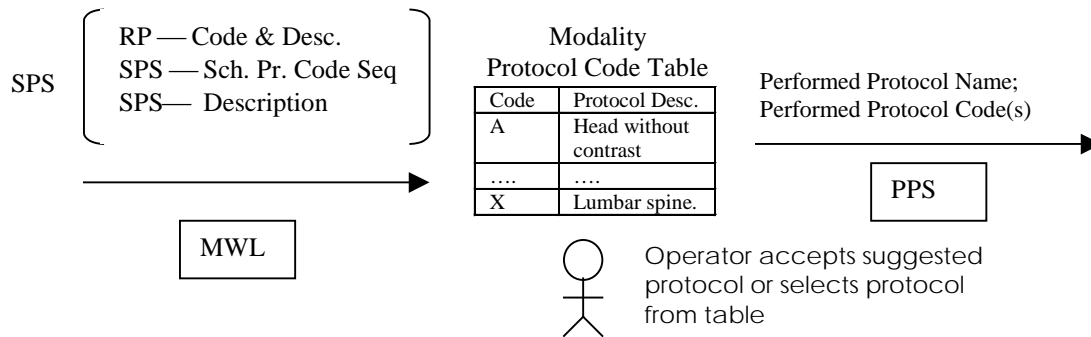 SPS
RP — Code & Desc.
SPS — Sch. Pr. Code Seq
SPS— Description
MWL
Modality
Protocol Code Table
Code Protocol Desc.
A Head without
contrast
.... ....
X Lumbar spine.
Operator accepts suggested
protocol or selects protocol
from table
Performed Protocol Name;
Performed Protocol Code(s)
PPS